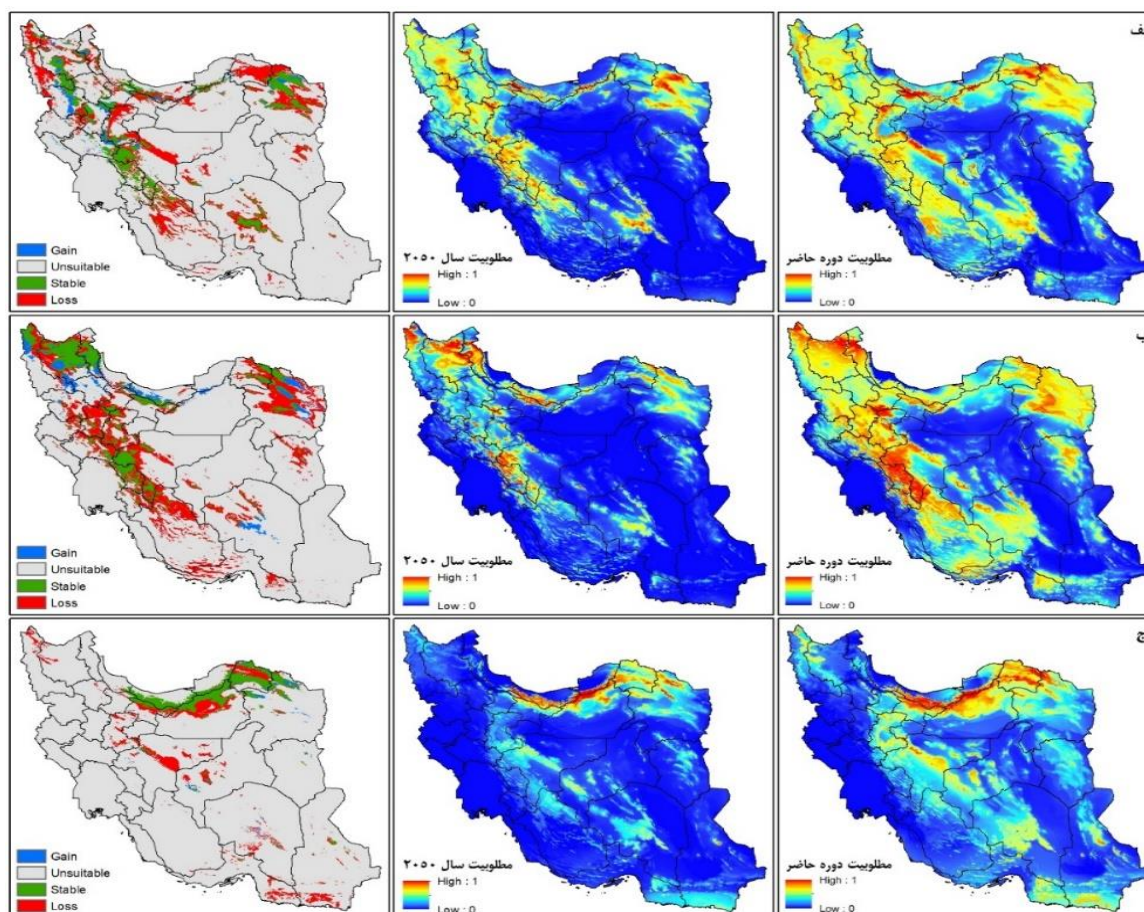 ف
مطلوبیت دوره حاضر
High : 1
Low : 0
مطلوبیت سال ۲۰۵۰
High : 1
Low : 0
Gain
Unsuitable
Stable
Loss
ب
مطلوبیت دوره حاضر
High : 1
Low : 0
مطلوبیت سال ۲۰۵۰
High : 1
Low : 0
Gain
Unsuitable
Stable
Loss
ج
مطلوبیت دوره حاضر
High : 1
Low : 0
مطلوبیت سال ۲۰۵۰
High : 1
Low : 0
Gain
Unsuitable
Stable
Loss